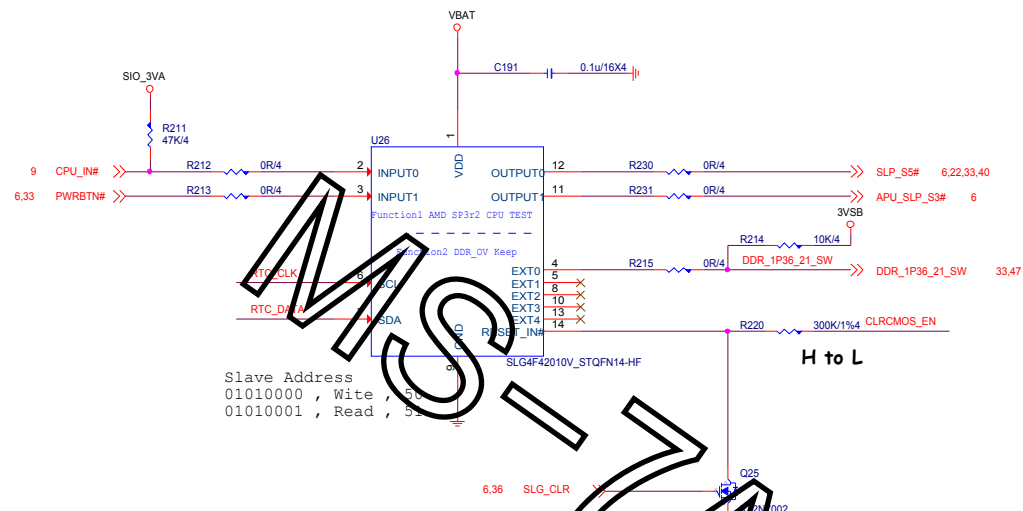 VBAT
C191 0.1u/16X4
SIO_3VA
R211
47K/4
U26
1
VDD
9 CPU_IN# R212 0R/4 2 INPUT0 OUTPUT0 12 R230 0R/4 SLP_S5# 6,22,33,40
6,33 PWRBTN# R213 0R/4 3 INPUT1 OUTPUT1 11 R231 0R/4 APU_SLP_S3# 6
Function1 AMD SP3r2 CPU TEST
3VSB
R214 10K/4
Function2 DDR_OV Keep
DDR_1P36_21_SW
EXT0 4 R215 0R/4 DDR_1P36_21_SW 33,47
RTC_CLK 6 SCL EXT1 5
EXT2 8
EXT3 10
RTC_DATA SDA EXT4 13
RESET_IN# 14 R220 300K/1%4 CLRCMOS_EN
GND
9
H to L
SLG4F42010V_STQFN14-HF
Slave Address
01010000 , Wite , 50
01010001 , Read , 51
MS-7
Q25
6,36 SLG_CLR